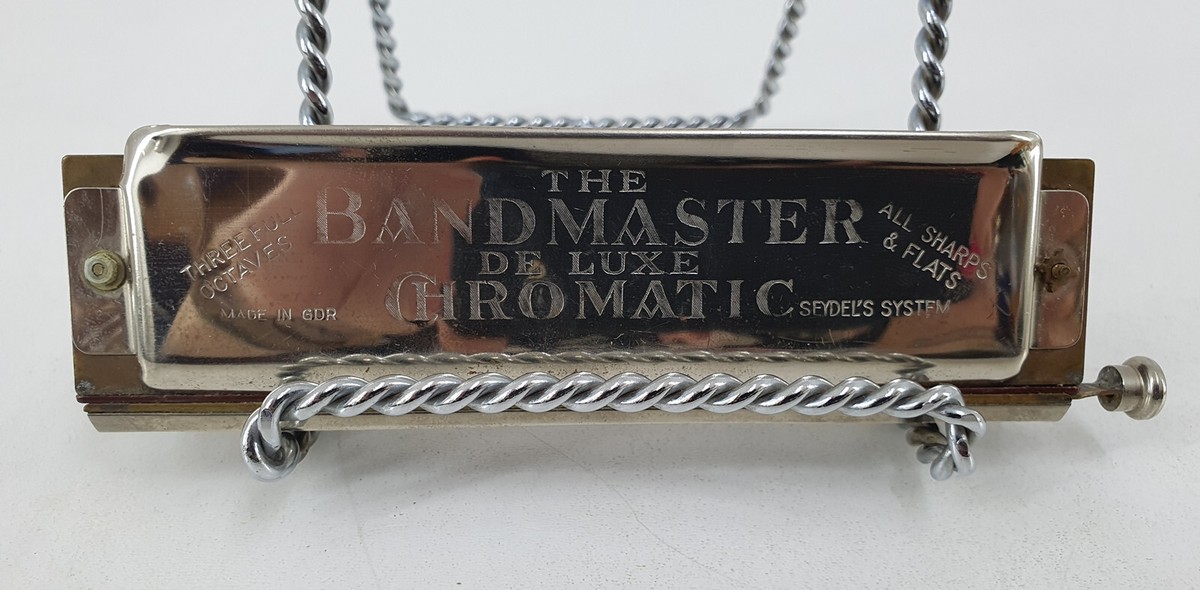 THE
BANDMASTER
DE LUXE
CHROMATIC
THREE FULL
OCTAVES
MADE IN GDR
ALL SHARPS
& FLATS
SEYDEL'S SYSTEM